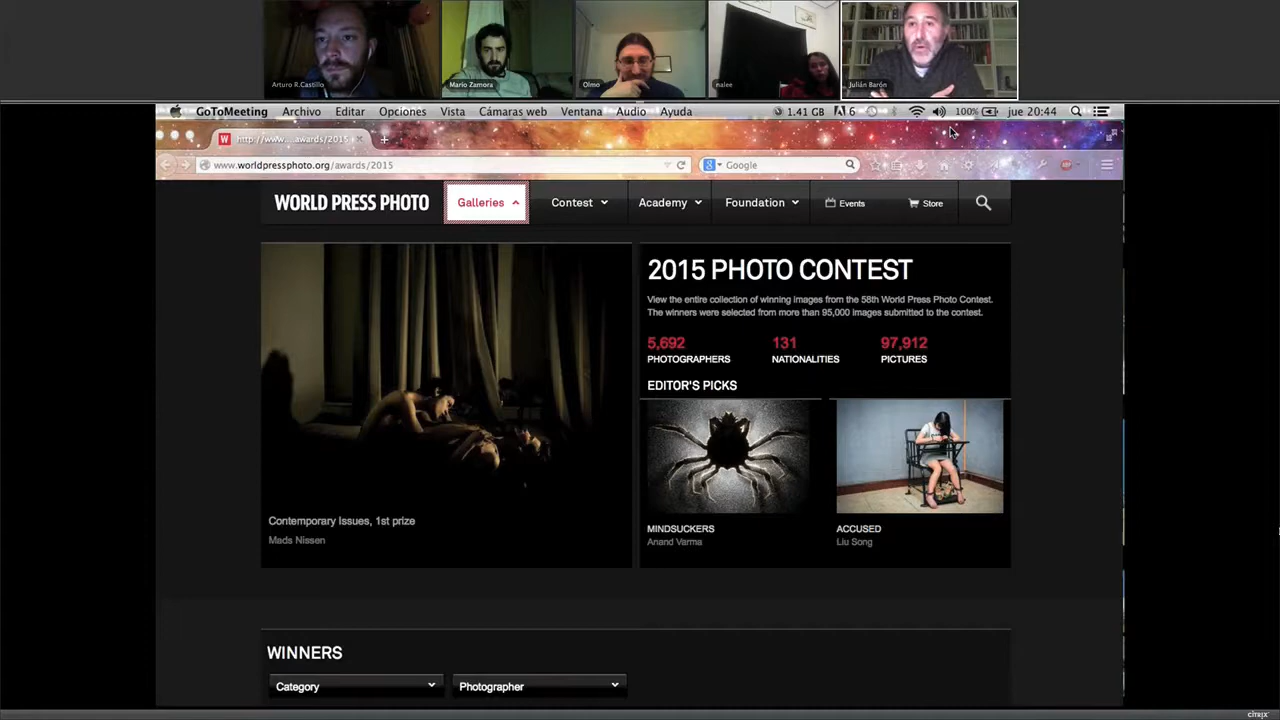 Arturo R.Castillo
Mario Zamora
Olmo
nalee
Julián Barón
GoToMeeting Archivo Editar Opciones Vista Cámaras web Ventana Audio Ayuda 1.41 GB 6 100% jue 20:44
W http://www....awards/2015
www.worldpressphoto.org/awards/2015
Google
WORLD PRESS PHOTO Galleries Contest Academy Foundation Events Store
2015 PHOTO CONTEST
View the entire collection of winning images from the 58th World Press Photo Contest.
The winners were selected from more than 95,000 images submitted to the contest.
5,692 131 97,912
PHOTOGRAPHERS NATIONALITIES PICTURES
EDITOR'S PICKS
Contemporary Issues, 1st prize
Mads Nissen
MINDSUCKERS
Anand Varma
ACCUSED
Liu Song
WINNERS
Category Photographer
CITRIX